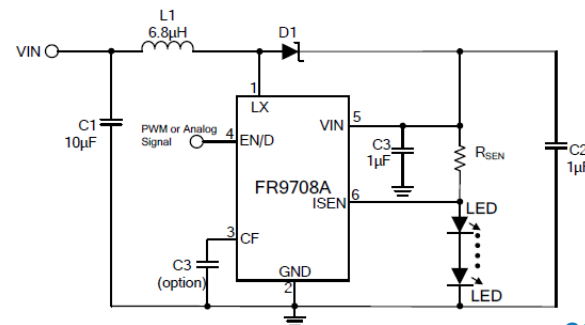 L1
6.8µH
D1
VIN
1
LX
C1
10µF
PWM or Analog
Signal
4
EN/D
VIN
5
C3
1µF
RSEN
C2
1µF
FR9708A
ISEN
6
LED
3
CF
C3
(option)
GND
2
LED